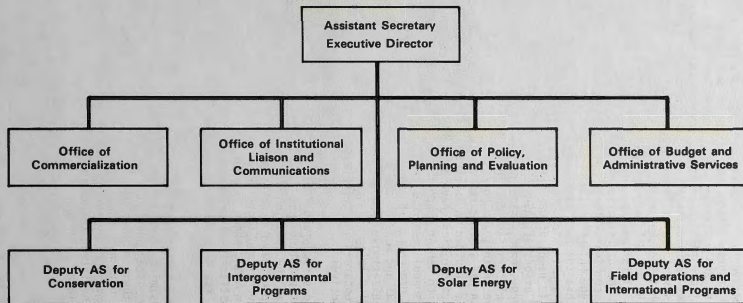 Assistant Secretary
Executive Director
Office of
Commercialization
Office of Institutional
Liaison and
Communications
Office of Policy,
Planning and Evaluation
Office of Budget and
Administrative Services
Deputy AS for
Conservation
Deputy AS for
Intergovernmental
Programs
Deputy AS for
Solar Energy
Deputy AS for
Field Operations and
International Programs